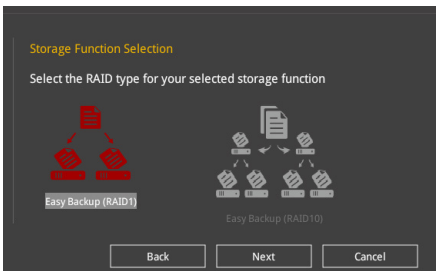 Storage Function Selection
Select the RAID type for your selected storage function
Easy Backup (RAID1)
Easy Backup (RAID10)
Back
Next
Cancel